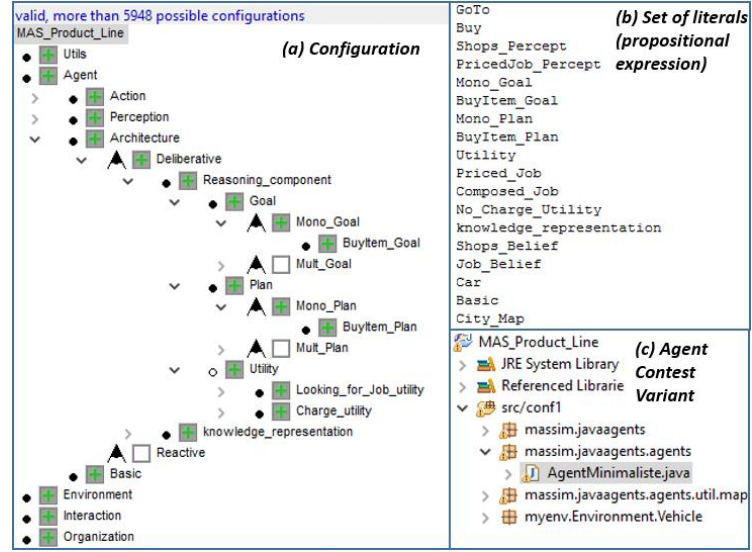 valid, more than 5948 possible configurations
MAS_Product_Line
(a) Configuration
Utils
Agent
Action
Perception
Architecture
Deliberative
Reasoning_component
Goal
Mono_Goal
BuyItem_Goal
Mult_Goal
Plan
Mono_Plan
BuyItem_Plan
Mult_Plan
Utility
Looking_for_Job_utility
Charge_utility
knowledge_representation
Reactive
Basic
Environment
Interaction
Organization
(b) Set of literals
(propositional
expression)
GoTo
Buy
Shops_Percept
PricedJob_Percept
Mono_Goal
BuyItem_Goal
Mono_Plan
BuyItem_Plan
Utility
Priced_Job
Composed_Job
No_Charge_Utility
knowledge_representation
Shops_Belief
Job_Belief
Car
Basic
City_Map
(c) Agent
Contest
Variant
MAS_Product_Line
JRE System Library
Referenced Librarie
src/conf1
massim.javaagents
massim.javaagents.agents
AgentMinimaliste.java
massim.javaagents.agents.util.map
myenv.Environment.Vehicle